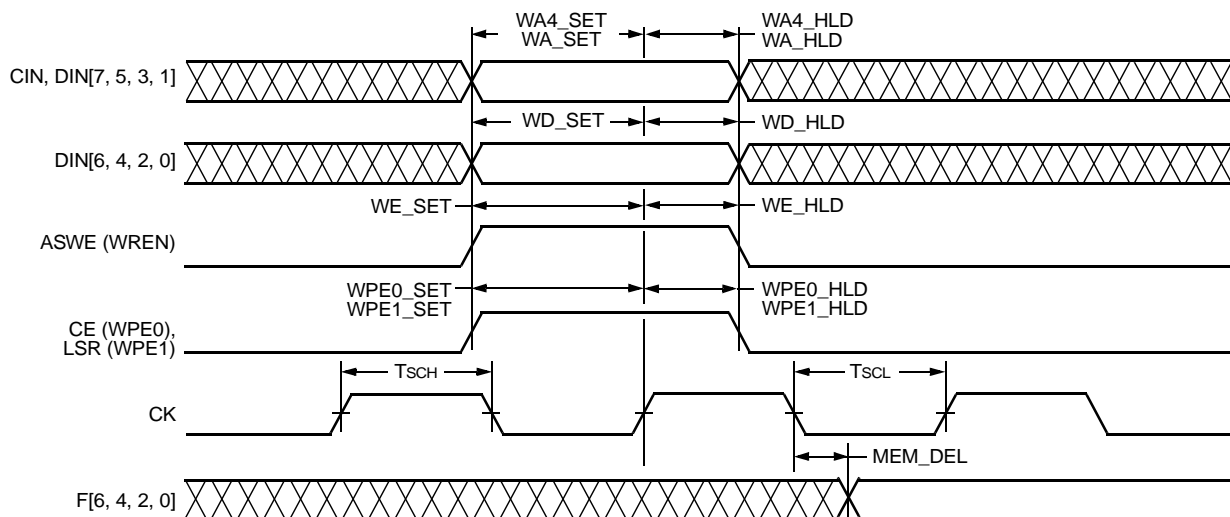 WA4_SET
WA_SET
WA4_HLD
WA_HLD
CIN, DIN[7, 5, 3, 1]
WD_SET
WD_HLD
DIN[6, 4, 2, 0]
WE_SET
WE_HLD
ASWE (WREN)
WPE0_SET
WPE1_SET
WPE0_HLD
WPE1_HLD
CE (WPE0),
LSR (WPE1)
TSCH
TSCL
CK
MEM_DEL
F[6, 4, 2, 0]